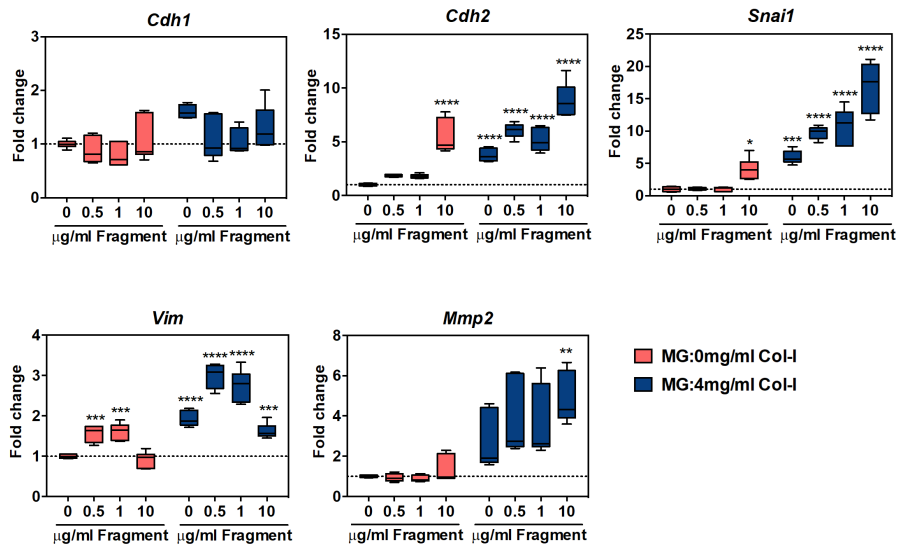 Cdh1
Fold change
3
2
1
0
0 0.5 1 10 0 0.5 1 10
μg/ml Fragment μg/ml Fragment
Cdh2
Fold change
15
10
5
0
**** **** **** **** ****
0 0.5 1 10 0 0.5 1 10
μg/ml Fragment μg/ml Fragment
Snai1
Fold change
25
20
15
10
5
0
* *** **** **** ****
0 0.5 1 10 0 0.5 1 10
μg/ml Fragment μg/ml Fragment
Vim
Fold change
4
3
2
1
0
*** *** **** **** **** ***
0 0.5 1 10 0 0.5 1 10
μg/ml Fragment μg/ml Fragment
Mmp2
Fold change
8
6
4
2
0
**
0 0.5 1 10 0 0.5 1 10
μg/ml Fragment μg/ml Fragment
MG:0mg/ml Col-I
MG:4mg/ml Col-I